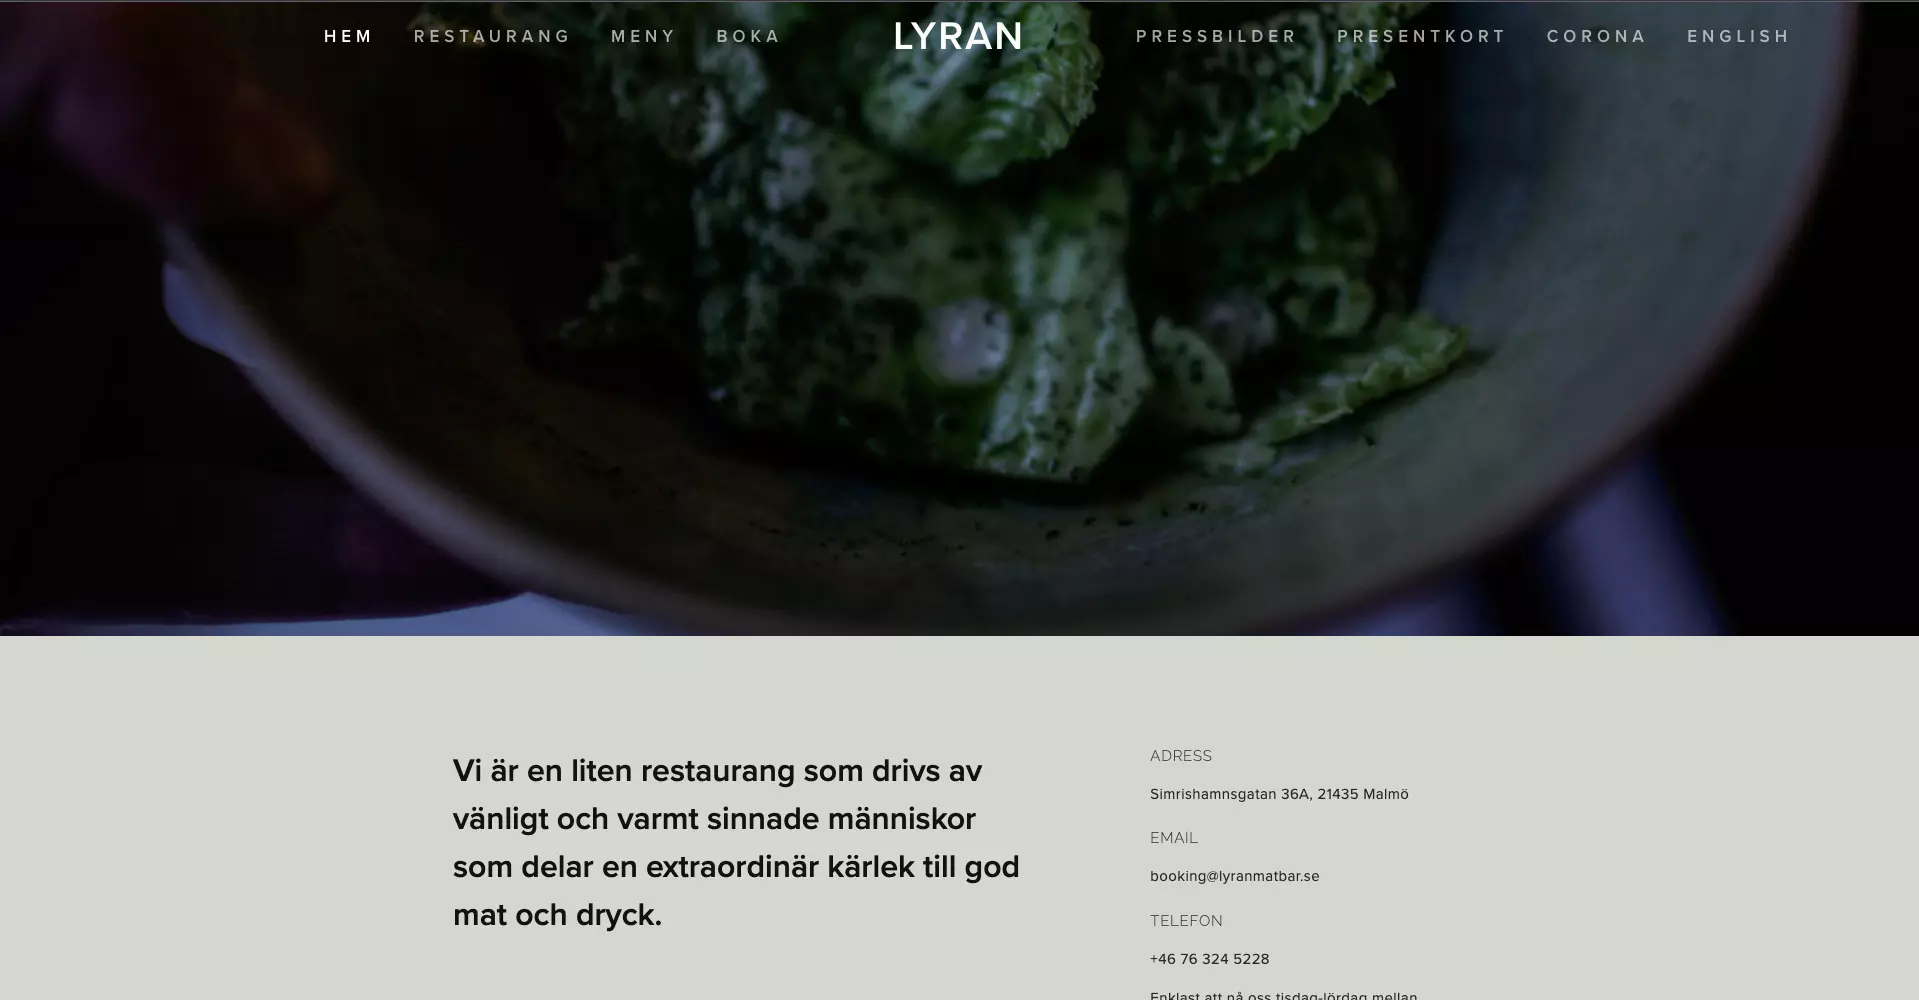 HEM RESTAURANG MENY BOKA LYRAN PRESSBILDER PRESENTKORT CORONA ENGLISH
Vi är en liten restaurang som drivs av
vänligt och varmt sinnade människor
som delar en extraordinär kärlek till god
mat och dryck.
ADRESS
Simrishamnsgatan 36A, 21435 Malmö
EMAIL
booking@lyranmatbar.se
TELEFON
+46 76 324 5228
Enklast att nå oss tisdag-lördag mellan